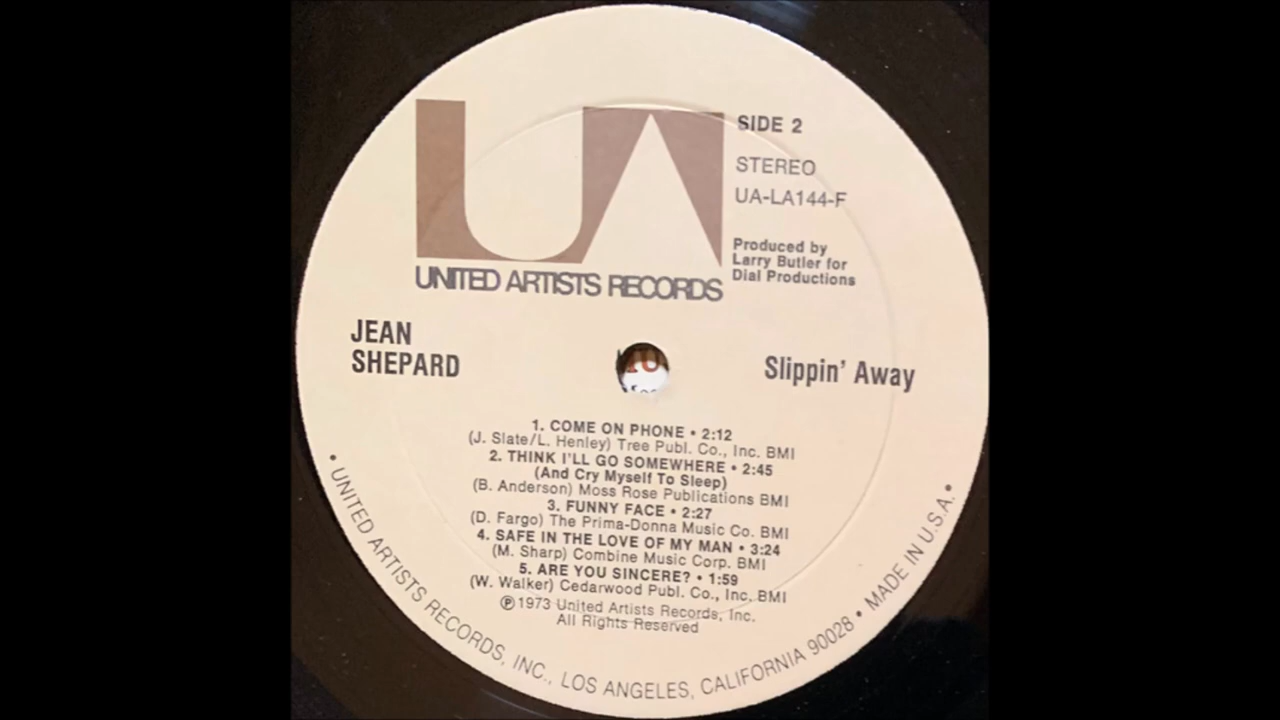 UA
SIDE 2
STEREO
UA-LA144-F
Produced by
Larry Butler for
Dial Productions
UNITED ARTISTS RECORDS
JEAN
SHEPARD
Slippin' Away
1. COME ON PHONE • 2:12
(J. Slate/L. Henley) Tree Publ. Co., Inc. BMI
2. THINK I'LL GO SOMEWHERE • 2:45
(And Cry Myself To Sleep)
(B. Anderson) Moss Rose Publications BMI
3. FUNNY FACE • 2:27
(D. Fargo) The Prima-Donna Music Co. BMI
4. SAFE IN THE LOVE OF MY MAN • 3:24
(M. Sharp) Combine Music Corp. BMI
5. ARE YOU SINCERE? • 1:59
(W. Walker) Cedarwood Publ. Co., Inc. BMI
℗ 1973 United Artists Records, Inc.
All Rights Reserved
• UNITED ARTISTS RECORDS, INC., LOS ANGELES, CALIFORNIA 90028 • MADE IN U.S.A. •